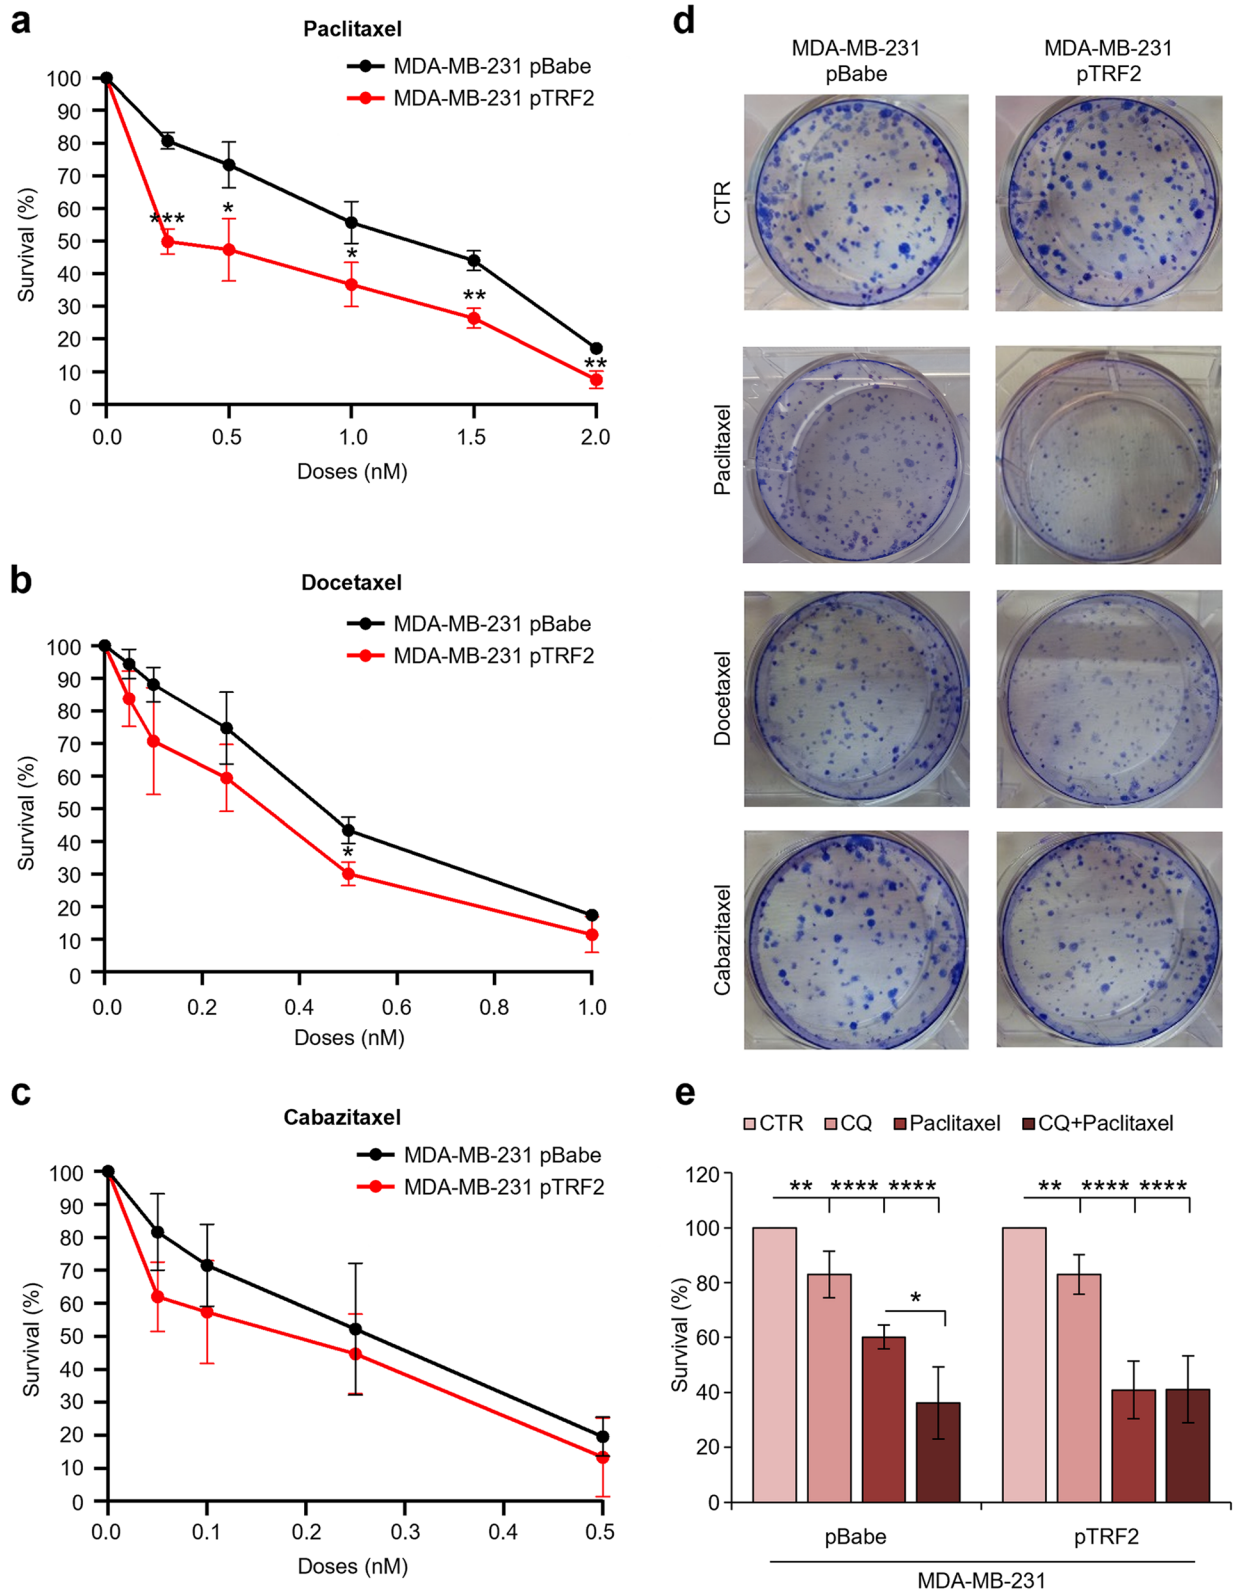 a
Paclitaxel
MDA-MB-231 pBabe
MDA-MB-231 pTRF2
100
90
80
70
60
50
40
30
20
10
0
Survival (%)
***
*
*
**
**
0.0 0.5 1.0 1.5 2.0
Doses (nM)
b
Docetaxel
MDA-MB-231 pBabe
MDA-MB-231 pTRF2
100
90
80
70
60
50
40
30
20
10
0
Survival (%)
*
0.0 0.2 0.4 0.6 0.8 1.0
Doses (nM)
c
Cabazitaxel
MDA-MB-231 pBabe
MDA-MB-231 pTRF2
100
90
80
70
60
50
40
30
20
10
0
Survival (%)
0.0 0.1 0.2 0.3 0.4 0.5
Doses (nM)
d
MDA-MB-231
pBabe
MDA-MB-231
pTRF2
CTR
Paclitaxel
Docetaxel
Cabazitaxel
e
CTR CQ Paclitaxel CQ+Paclitaxel
120
100
80
60
40
20
0
Survival (%)
** **** **** ** **** ****
*
pBabe pTRF2
MDA-MB-231